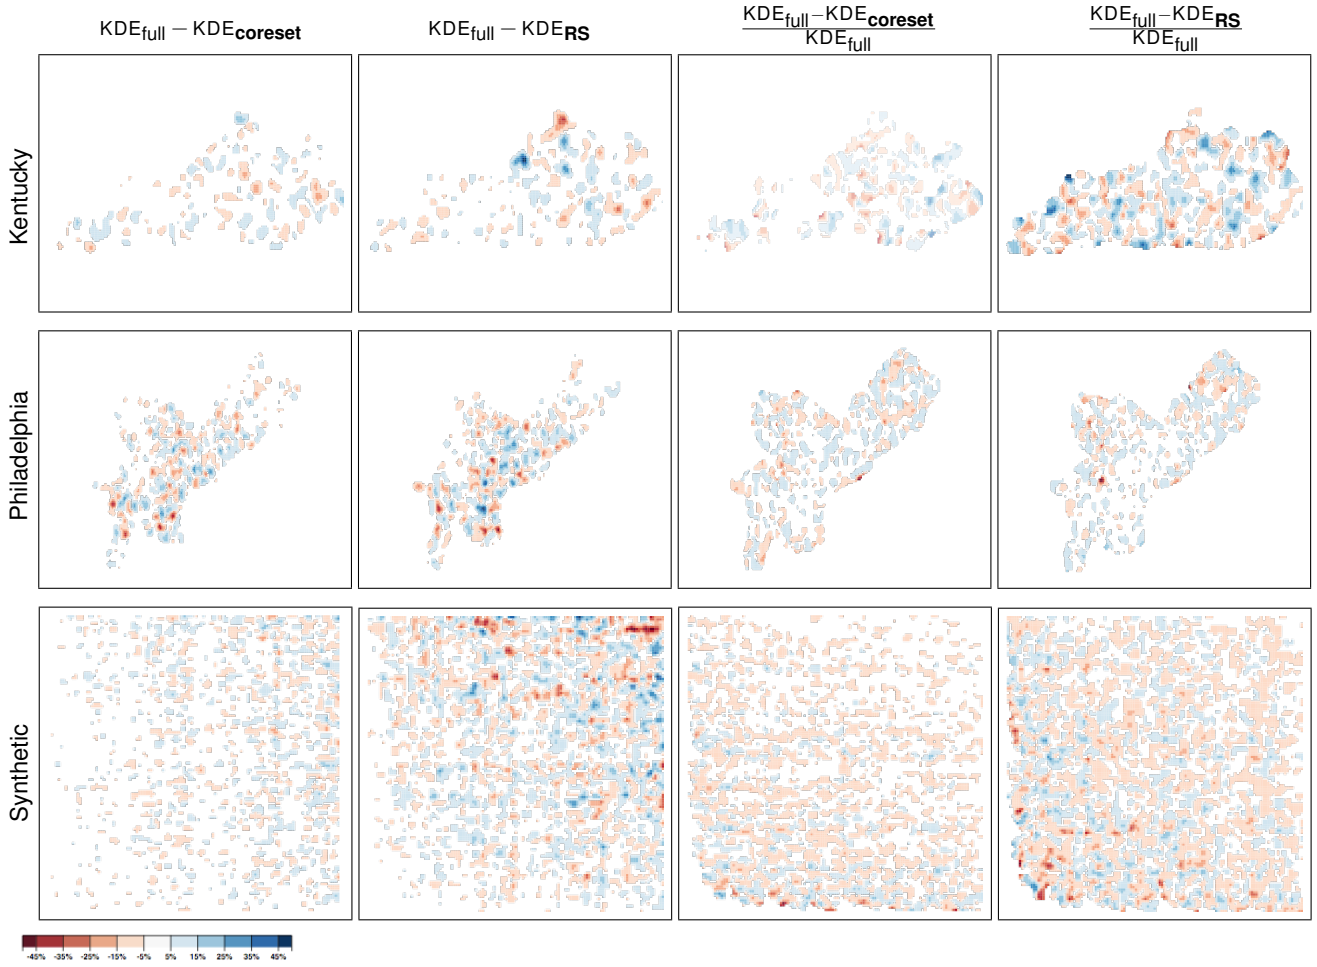 KDEfull − KDEcoreset
KDEfull − KDERS
KDEfull−KDEcoreset
KDEfull
KDEfull−KDERS
KDEfull
Kentucky
Philadelphia
Synthetic
-45% -35% -25% -15% -5% 5% 15% 25% 35% 45%